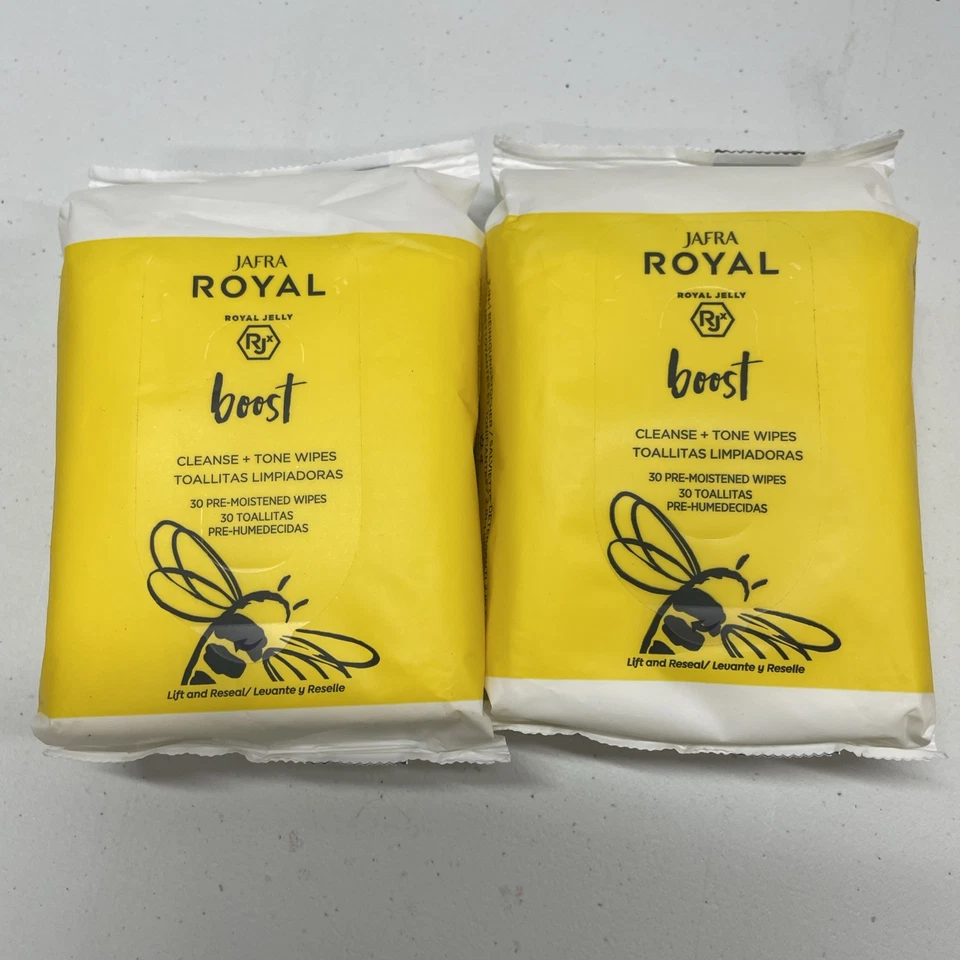 JAFRA
ROYAL
ROYAL JELLY
RJx
boost
CLEANSE + TONE WIPES
TOALLITAS LIMPIADORAS
30 PRE-MOISTENED WIPES
30 TOALLITAS
PRE-HUMEDECIDAS
Lift and Reseal/ Levante y Reselle
JAFRA
ROYAL
ROYAL JELLY
RJx
boost
CLEANSE + TONE WIPES
TOALLITAS LIMPIADORAS
30 PRE-MOISTENED WIPES
30 TOALLITAS
PRE-HUMEDECIDAS
Lift and Reseal/ Levante y Reselle